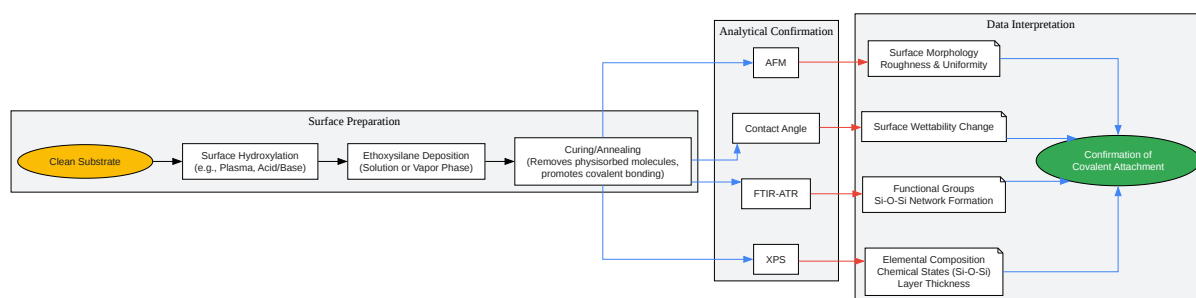 Surface Preparation
Clean Substrate
Surface Hydroxylation
(e.g., Plasma, Acid/Base)
Ethoxysilane Deposition
(Solution or Vapor Phase)
Curing/Annealing
(Removes physisorbed molecules,
promotes covalent bonding)
Analytical Confirmation
AFM
Contact Angle
FTIR-ATR
XPS
Data Interpretation
Surface Morphology
Roughness & Uniformity
Surface Wettability Change
Functional Groups
Si-O-Si Network Formation
Elemental Composition
Chemical States (Si-O-Si)
Layer Thickness
Confirmation of
Covalent Attachment